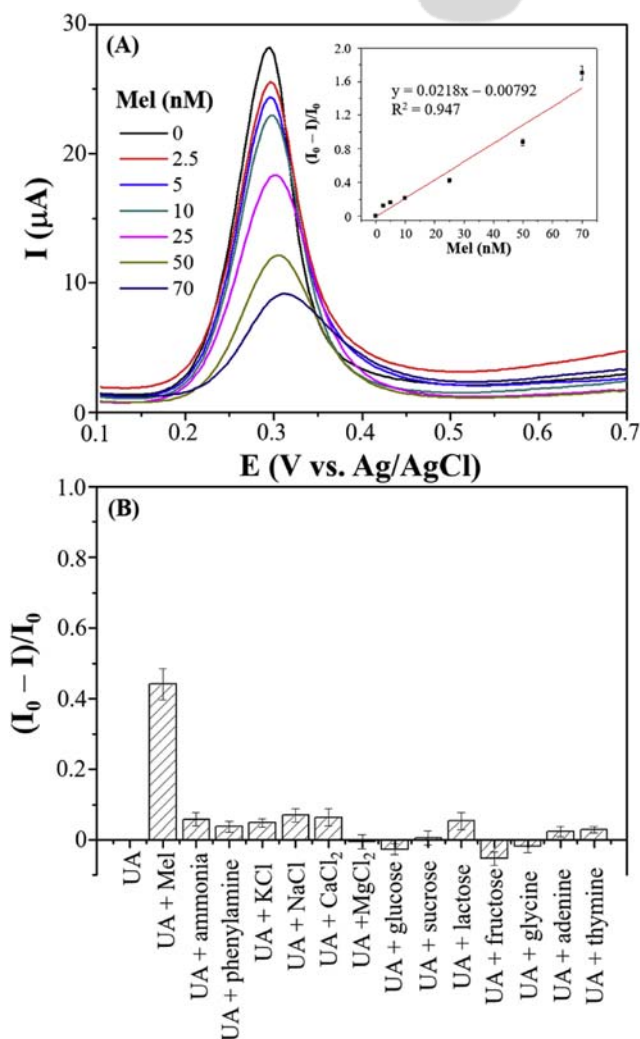 (A)
Mel (nM)
0
2.5
5
10
25
50
70
I (μA)
30
20
10
0
0.1 0.2 0.3 0.4 0.5 0.6 0.7
E (V vs. Ag/AgCl)
y = 0.0218x – 0.00792
R² = 0.947
(I₀ – I)/I₀
2.0
1.6
1.2
0.8
0.4
0
0 10 20 30 40 50 60 70
Mel (nM)
(B)
(I₀ – I)/I₀
1.0
0.8
0.6
0.4
0.2
0
UA
UA + Mel
UA + ammonia
UA + phenylamine
UA + KCl
UA + NaCl
UA + CaCl₂
UA +MgCl₂
UA + glucose
UA + sucrose
UA + lactose
UA + fructose
UA + glycine
UA + adenine
UA + thymine